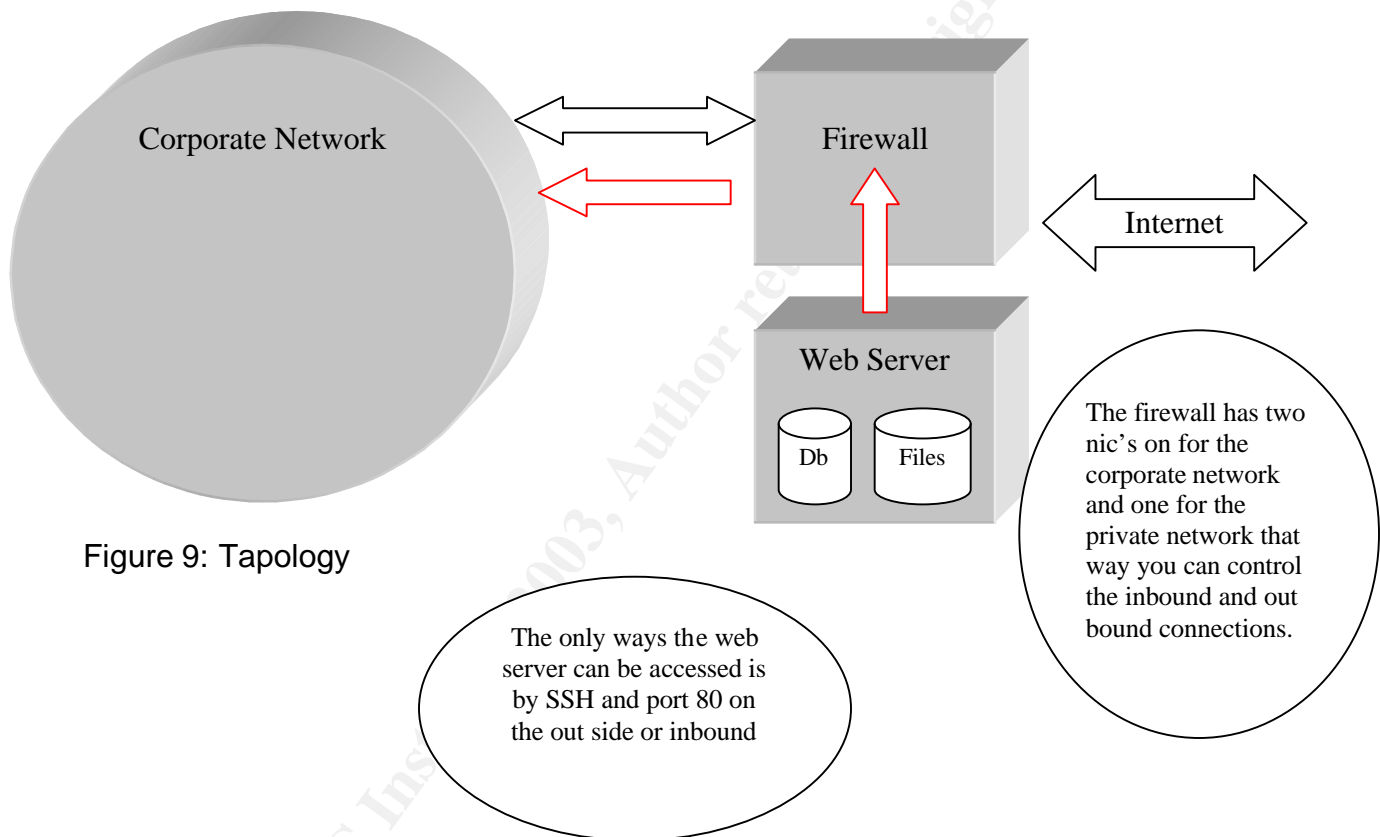 Corporate Network
Firewall
Internet
Web Server
Db
Files
The firewall has two
nic's on for the
corporate network
and one for the
private network that
way you can control
the inbound and out
bound connections.
Figure 9: Tapology
The only ways the web
server can be accessed is
by SSH and port 80 on
the out side or inbound
2003, Author